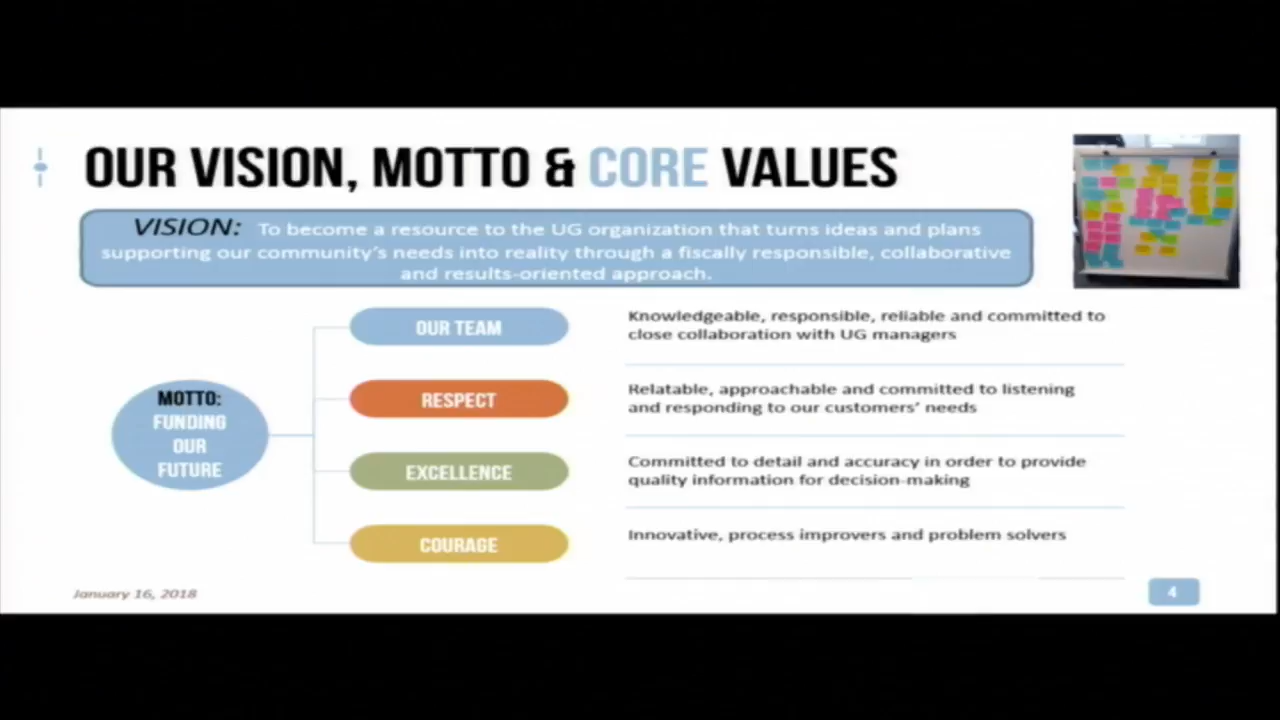 OUR VISION, MOTTO & CORE VALUES
VISION: To become a resource to the UG organization that turns ideas and plans
supporting our community's needs into reality through a fiscally responsible, collaborative
and results-oriented approach.
MOTTO:
FUNDING
OUR
FUTURE
OUR TEAM
Knowledgeable, responsible, reliable and committed to
close collaboration with UG managers
RESPECT
Relatable, approachable and committed to listening
and responding to our customers' needs
EXCELLENCE
Committed to detail and accuracy in order to provide
quality information for decision-making
COURAGE
Innovative, process improvers and problem solvers
January 16, 2018
4